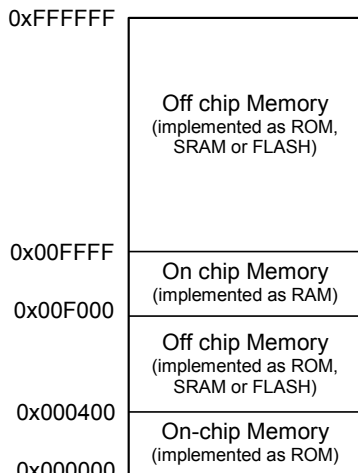 0xFFFFFF
Off chip Memory
(implemented as ROM,
SRAM or FLASH)
0x00FFFF
On chip Memory
(implemented as RAM)
0x00F000
Off chip Memory
(implemented as ROM,
SRAM or FLASH)
0x000400
On-chip Memory
(implemented as ROM)
0x000000